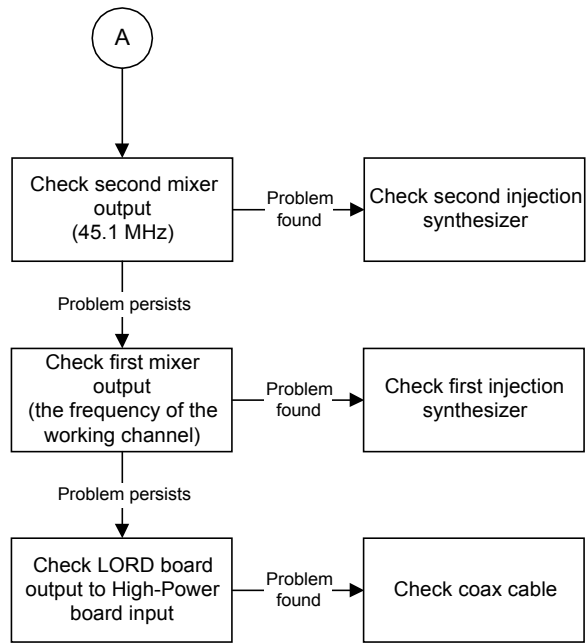 A
Check second mixer
output
(45.1 MHz)
Problem
found
Check second injection
synthesizer
Problem persists
Check first mixer
output
(the frequency of the
working channel)
Problem
found
Check first injection
synthesizer
Problem persists
Check LORD board
output to High-Power
board input
Problem
found
Check coax cable